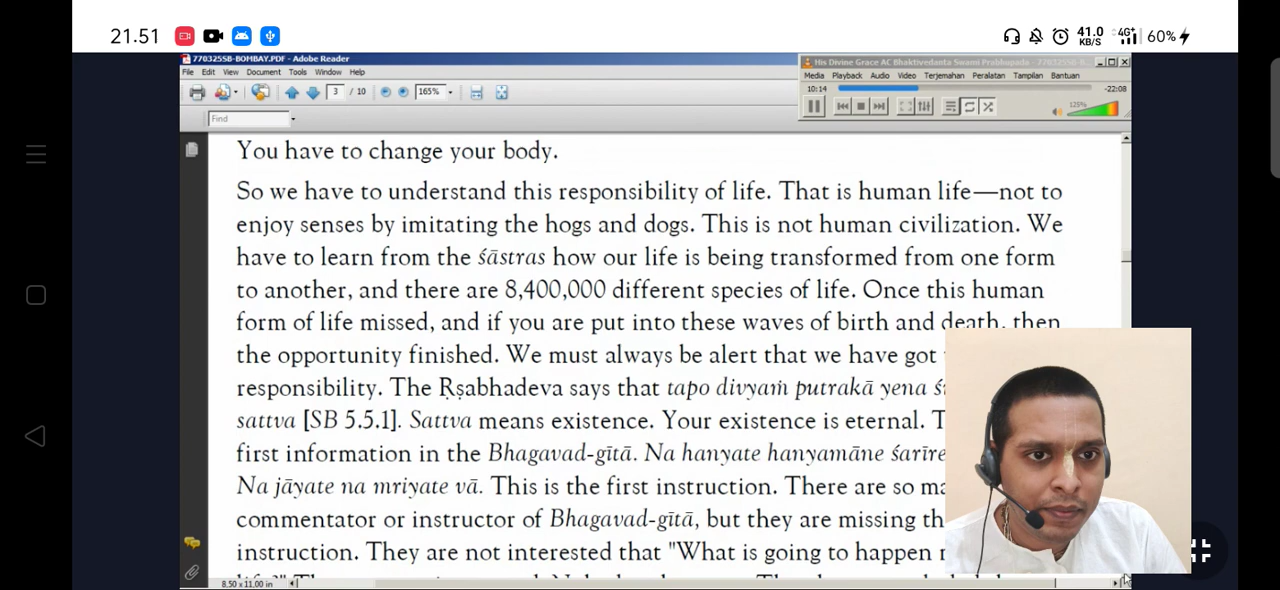 21.51
41.0
KB/S
4G+
60%
770325SB-BOMBAY.PDF - Adobe Reader
His Divine Grace AC Bhaktivedanta Swami Prabhupada - 770325SB-B...
File Edit View Document Tools Window Help
Media Playback Audio Video Terjemahan Peralatan Tampilan Bantuan
10:14
-22:08
3 / 10
165%
125%
Find
You have to change your body.
So we have to understand this responsibility of life. That is human life—not to
enjoy senses by imitating the hogs and dogs. This is not human civilization. We
have to learn from the śāstras how our life is being transformed from one form
to another, and there are 8,400,000 different species of life. Once this human
form of life missed, and if you are put into these waves of birth and death, then
the opportunity finished. We must always be alert that we have got
responsibility. The Ṛṣabhadeva says that tapo divyaṁ putrakā yena
sattva [SB 5.5.1]. Sattva means existence. Your existence is eternal.
first information in the Bhagavad-gītā. Na hanyate hanyamāne śarīre
Na jāyate na mriyate vā. This is the first instruction. There are so
commentator or instructor of Bhagavad-gītā, but they are missing
instruction. They are not interested that "What is going to happen
8.50 x 11.00 in